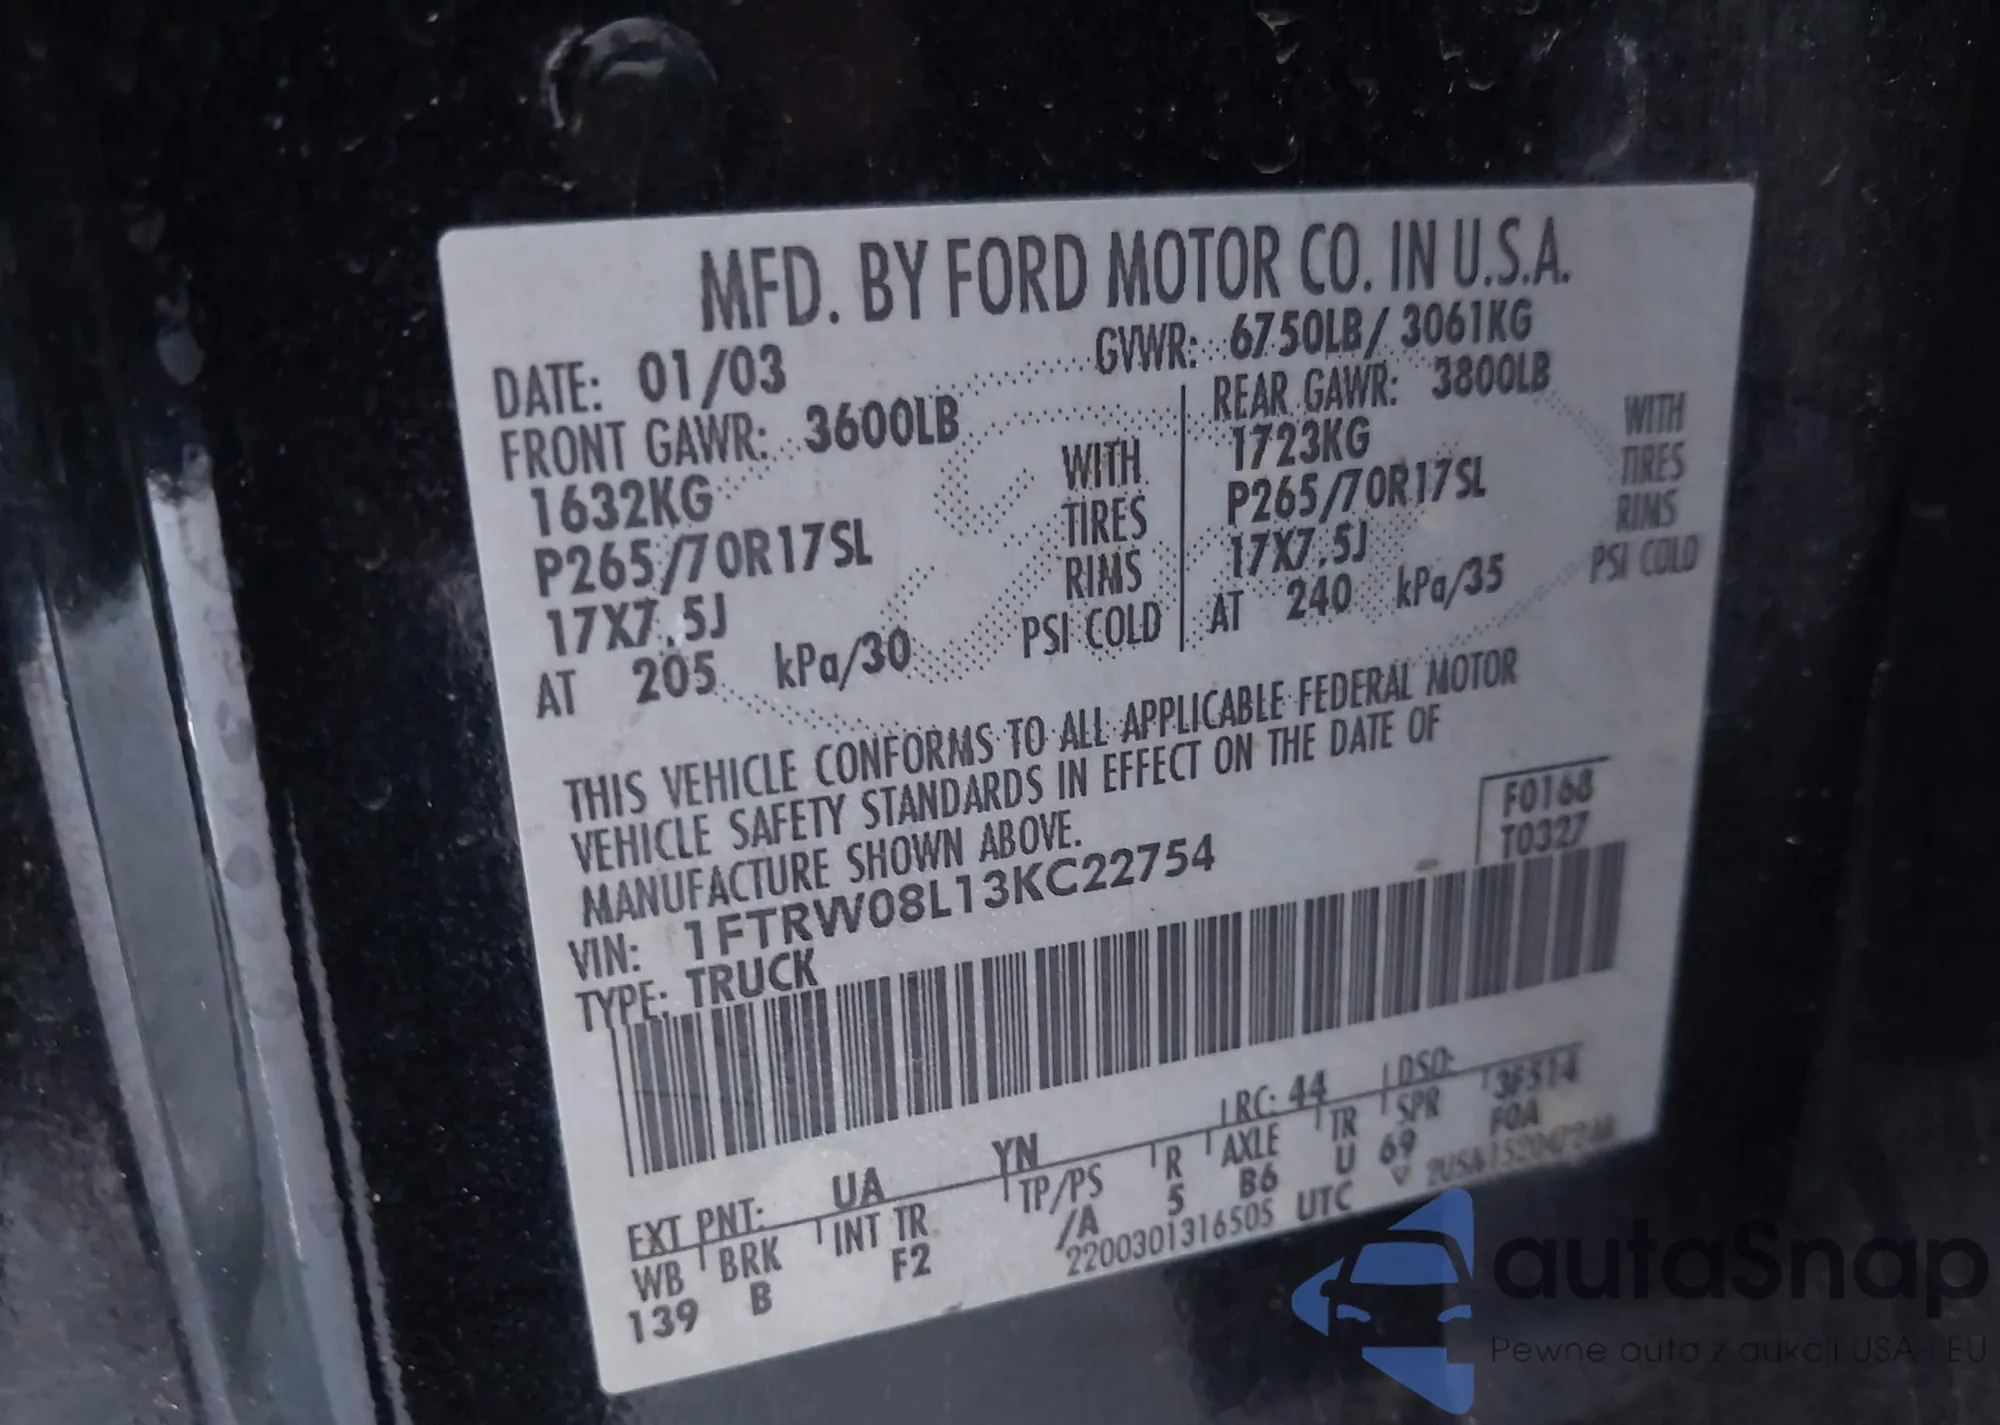 MFD. BY FORD MOTOR CO. IN U.S.A.
DATE: 01/03 GVWR: 6750LB/ 3061KG
FRONT GAWR: 3600LB REAR GAWR: 3800LB
1632KG WITH 1723KG WITH
P265/70R17SL TIRES P265/70R17SL TIRES
17X7.5J RIMS 17X7.5J RIMS
AT 205 kPa/30 PSI COLD AT 240 kPa/35 PSI COLD
THIS VEHICLE CONFORMS TO ALL APPLICABLE FEDERAL MOTOR
VEHICLE SAFETY STANDARDS IN EFFECT ON THE DATE OF
MANUFACTURE SHOWN ABOVE.
F0168
T0327
VIN: 1FTRW08L13KC22754
TYPE: TRUCK
EXT PNT: UA YN RC: 44 DSO: 3F514
WB BRK INT TR TP/PS R AXLE TR SPR F0A
139 B F2 /A 5 B6 U 69
2200301316505 UTC
autaSnap
Pewne auto z aukcji USA i EU